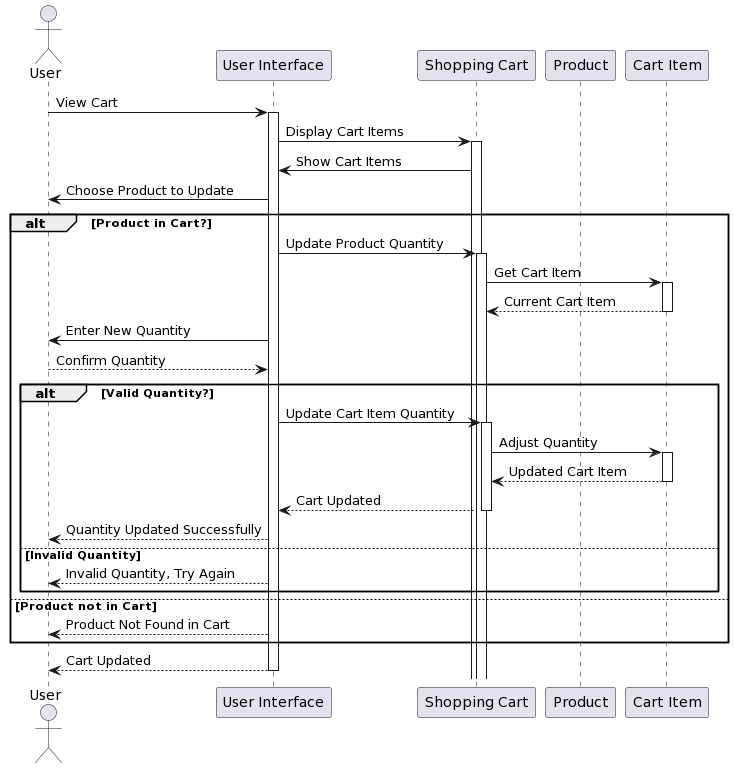 User
User Interface
Shopping Cart
Product
Cart Item
View Cart
Display Cart Items
Show Cart Items
Choose Product to Update
alt
[Product in Cart?]
Update Product Quantity
Get Cart Item
Current Cart Item
Enter New Quantity
Confirm Quantity
alt
[Valid Quantity?]
Update Cart Item Quantity
Adjust Quantity
Updated Cart Item
Cart Updated
Quantity Updated Successfully
[Invalid Quantity]
Invalid Quantity, Try Again
[Product not in Cart]
Product Not Found in Cart
Cart Updated
User
User Interface
Shopping Cart
Product
Cart Item